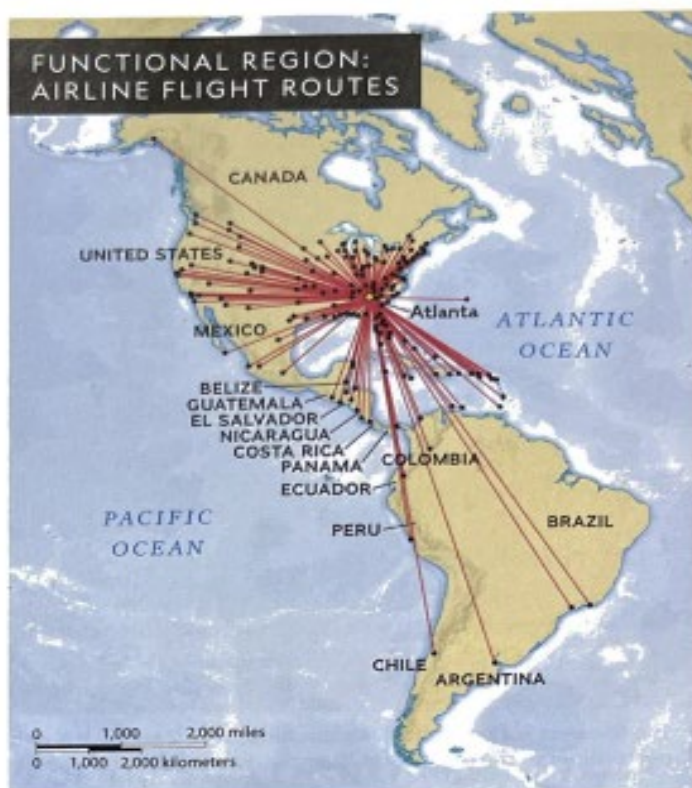 FUNCTIONAL REGION:
AIRLINE FLIGHT ROUTES
CANADA
UNITED STATES
Atlanta
ATLANTIC
OCEAN
MEXICO
BELIZE
GUATEMALA
EL SALVADOR
NICARAGUA
COSTA RICA
PANAMA
COLOMBIA
ECUADOR
PACIFIC
OCEAN
PERU
BRAZIL
CHILE
ARGENTINA
0 1,000 2,000 miles
0 1,000 2,000 kilometers